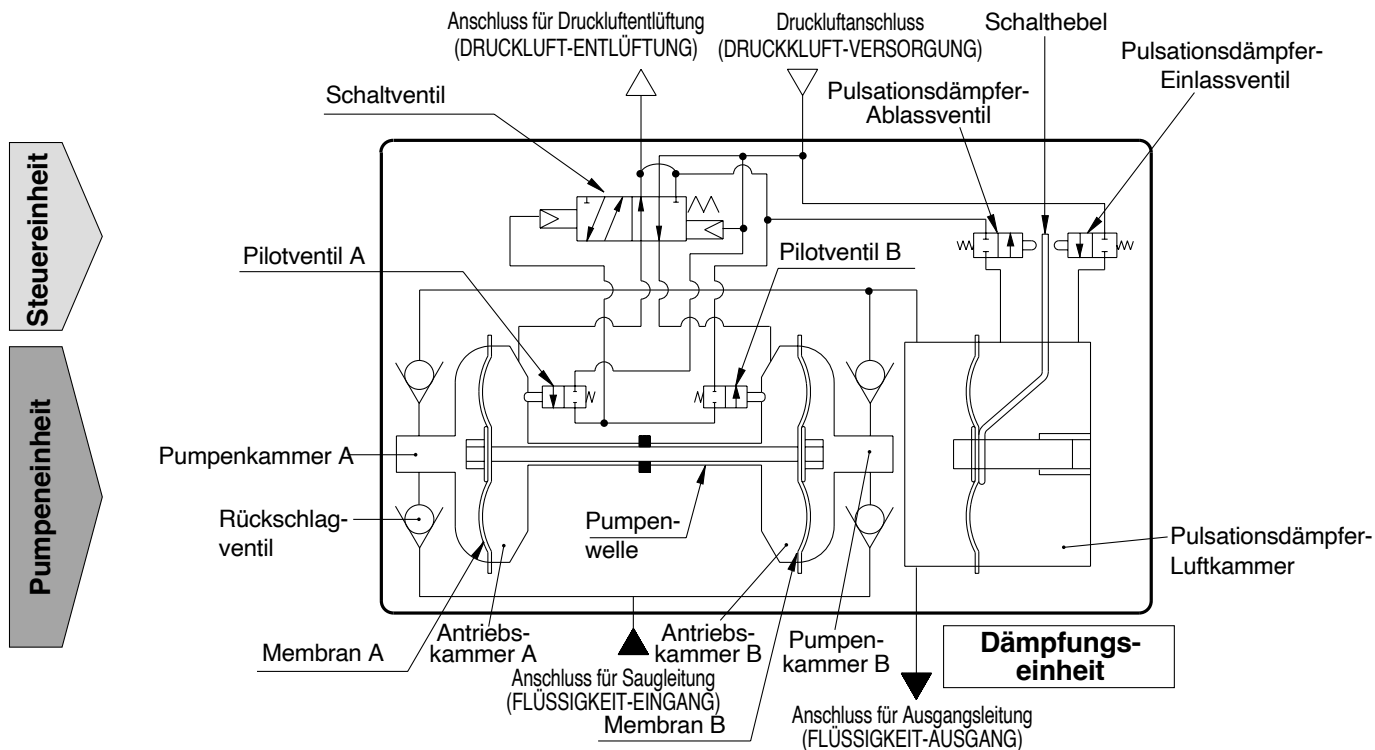 Anschluss für Druckluftentlüftung
(DRUCKLUFT-ENTLÜFTUNG)
Druckluftanschluss
(DRUCKKLUFT-VERSORGUNG)
Schalthebel
Pulsationsdämpfer-
Einlassventil
Pulsationsdämpfer-
Ablassventil
Schaltventil
Steuereinheit
Pilotventil A
Pilotventil B
Pumpeneinheit
Pumpenkammer A
Rückschlag-
ventil
Pumpen-
welle
Pulsationsdämpfer-
Luftkammer
Membran A
Antriebs-
kammer A
Antriebs-
kammer B
Pumpen-
kammer B
Dämpfungs-
einheit
Anschluss für Saugleitung
(FLÜSSIGKEIT-EINGANG)
Membran B
Anschluss für Ausgangsleitung
(FLÜSSIGKEIT-AUSGANG)